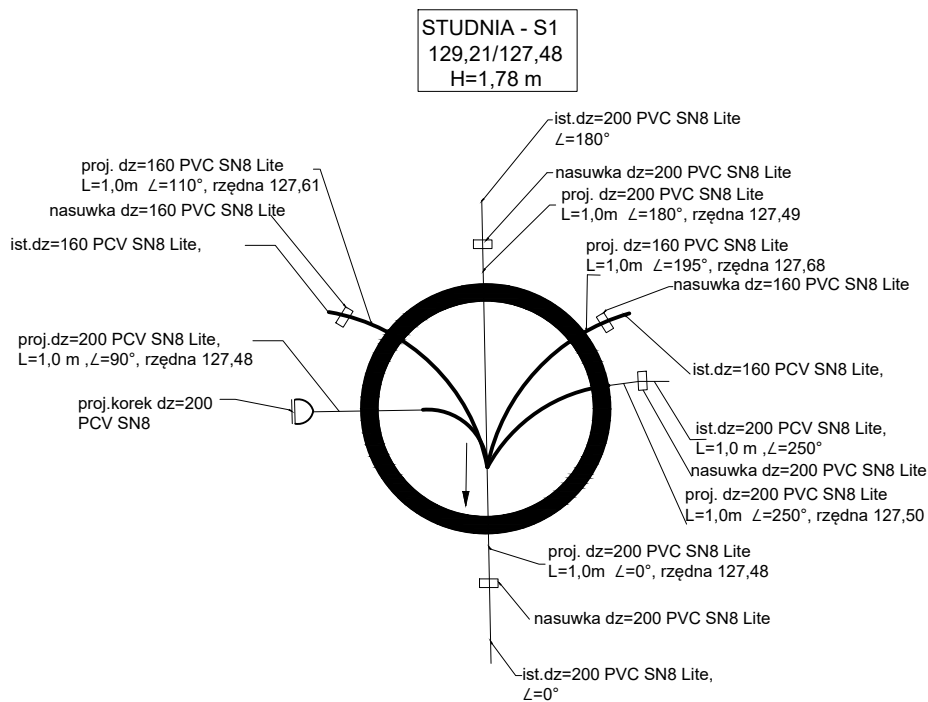 STUDNIA - S1
129,21/127,48
H=1,78 m
ist.dz=200 PVC SN8 Lite
∠=180°
nasuwka dz=200 PVC SN8 Lite
proj. dz=200 PVC SN8 Lite
L=1,0m ∠=180°, rzędna 127,49
proj. dz=160 PVC SN8 Lite
L=1,0m ∠=110°, rzędna 127,61
nasuwka dz=160 PVC SN8 Lite
ist.dz=160 PCV SN8 Lite,
proj. dz=160 PVC SN8 Lite
L=1,0m ∠=195°, rzędna 127,68
nasuwka dz=160 PVC SN8 Lite
proj.dz=200 PCV SN8 Lite,
L=1,0 m ,∠=90°, rzędna 127,48
ist.dz=160 PCV SN8 Lite,
proj.korek dz=200
PCV SN8
ist.dz=200 PCV SN8 Lite,
L=1,0 m ,∠=250°
nasuwka dz=200 PVC SN8 Lite
proj. dz=200 PVC SN8 Lite
L=1,0m ∠=250°, rzędna 127,50
proj. dz=200 PVC SN8 Lite
L=1,0m ∠=0°, rzędna 127,48
nasuwka dz=200 PVC SN8 Lite
ist.dz=200 PVC SN8 Lite,
∠=0°